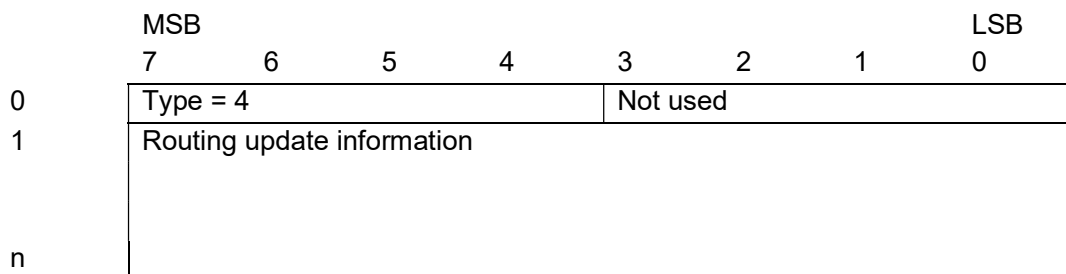 MSB LSB
7 6 5 4 3 2 1 0
0 Type = 4 Not used
1 Routing update information
n